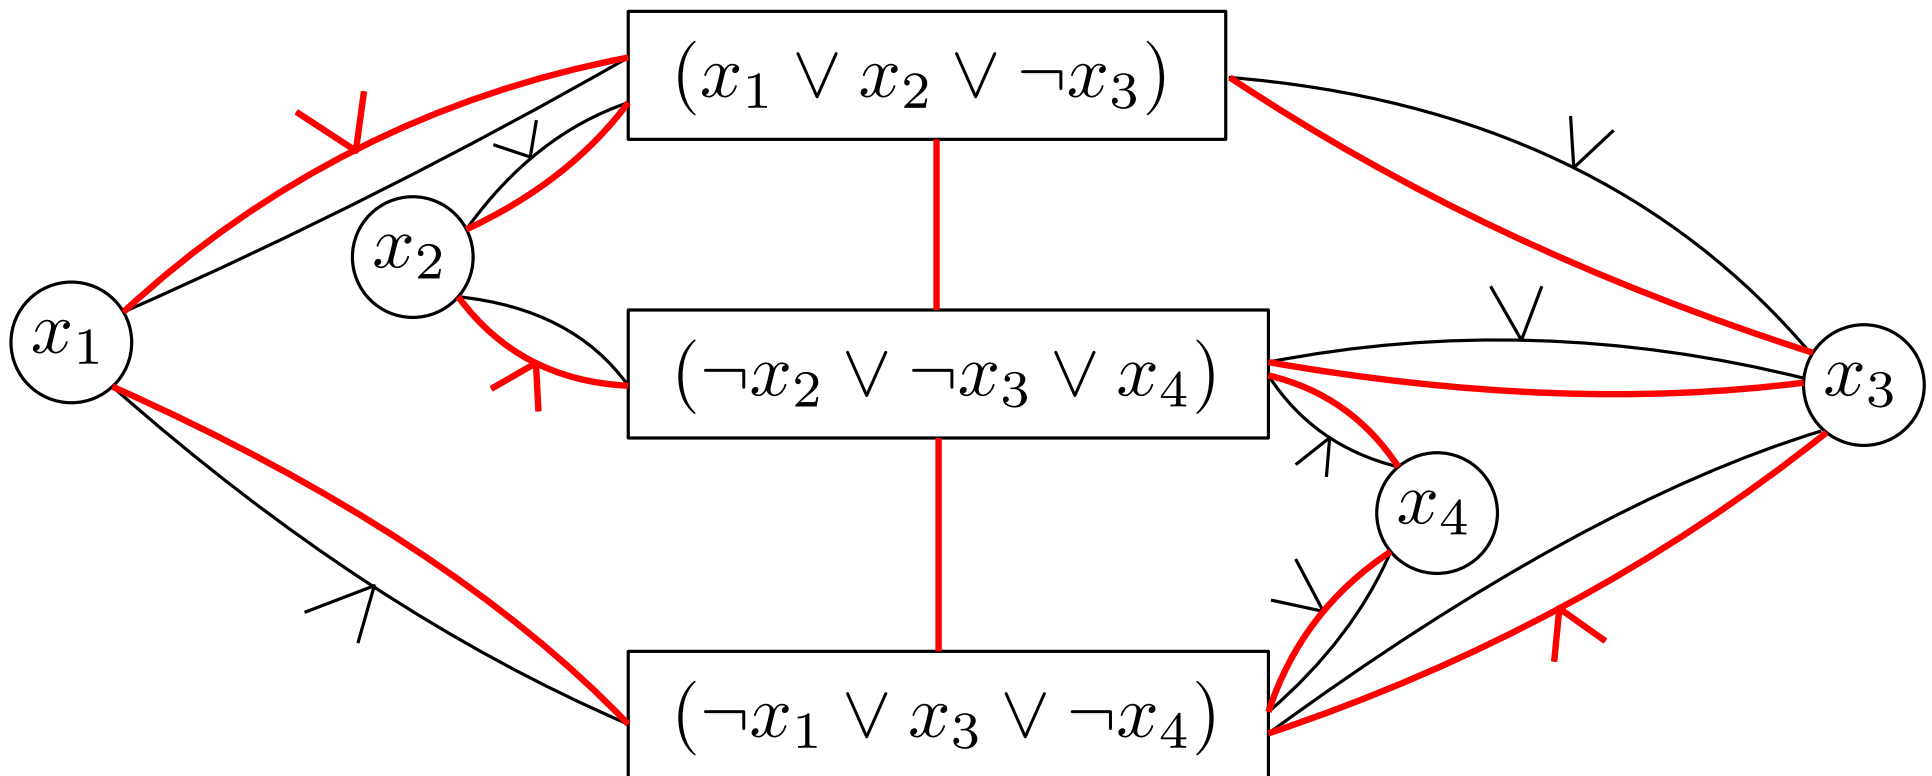 (x₁ ∨ x₂ ∨ ¬x₃)
x₂
x₁
(¬x₂ ∨ ¬x₃ ∨ x₄)
x₃
x₄
(¬x₁ ∨ x₃ ∨ ¬x₄)